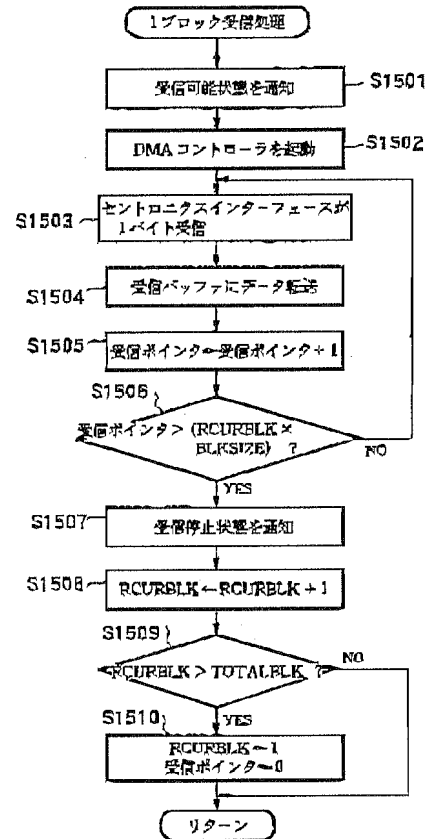 1ブロック受信処理
受信可能状態を通知
S1501
DMAコントローラを起動
S1502
S1503
セントロニクスインターフェースが
1バイト受信
S1504
受信バッファにデータ転送
S1505
受信ポインタ←受信ポインタ+1
S1506
受信ポインタ> (RCURBLK×
BLKSIZE) ?
NO
YES
S1507
受信停止状態を通知
S1508
RCURBLK←RCURBLK+1
S1509
RCURBLK>TOTALBLK ?
NO
YES
S1510
RCURBLK←1
受信ポインタ←0
リターン